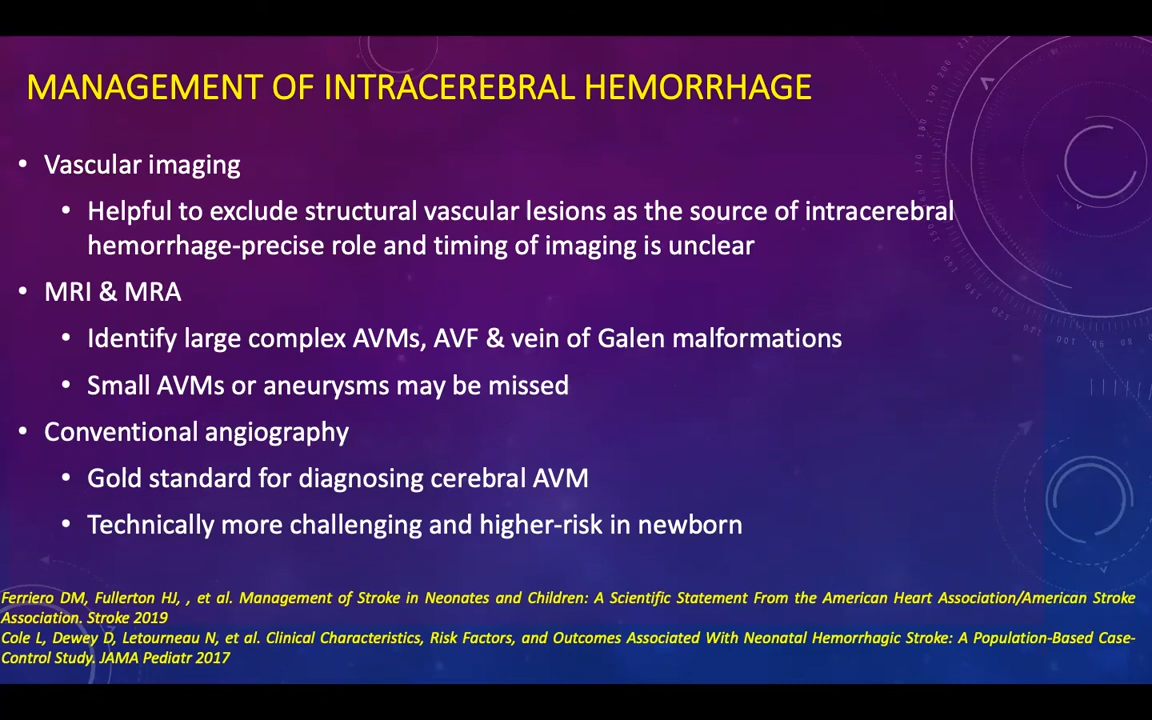 MANAGEMENT OF INTRACEREBRAL HEMORRHAGE
• Vascular imaging
• Helpful to exclude structural vascular lesions as the source of intracerebral
hemorrhage-precise role and timing of imaging is unclear
• MRI & MRA
• Identify large complex AVMs, AVF & vein of Galen malformations
• Small AVMs or aneurysms may be missed
• Conventional angiography
• Gold standard for diagnosing cerebral AVM
• Technically more challenging and higher-risk in newborn
Ferriero DM, Fullerton HJ, , et al. Management of Stroke in Neonates and Children: A Scientific Statement From the American Heart Association/American Stroke
Association. Stroke 2019
Cole L, Dewey D, Letourneau N, et al. Clinical Characteristics, Risk Factors, and Outcomes Associated With Neonatal Hemorrhagic Stroke: A Population-Based Case-
Control Study. JAMA Pediatr 2017